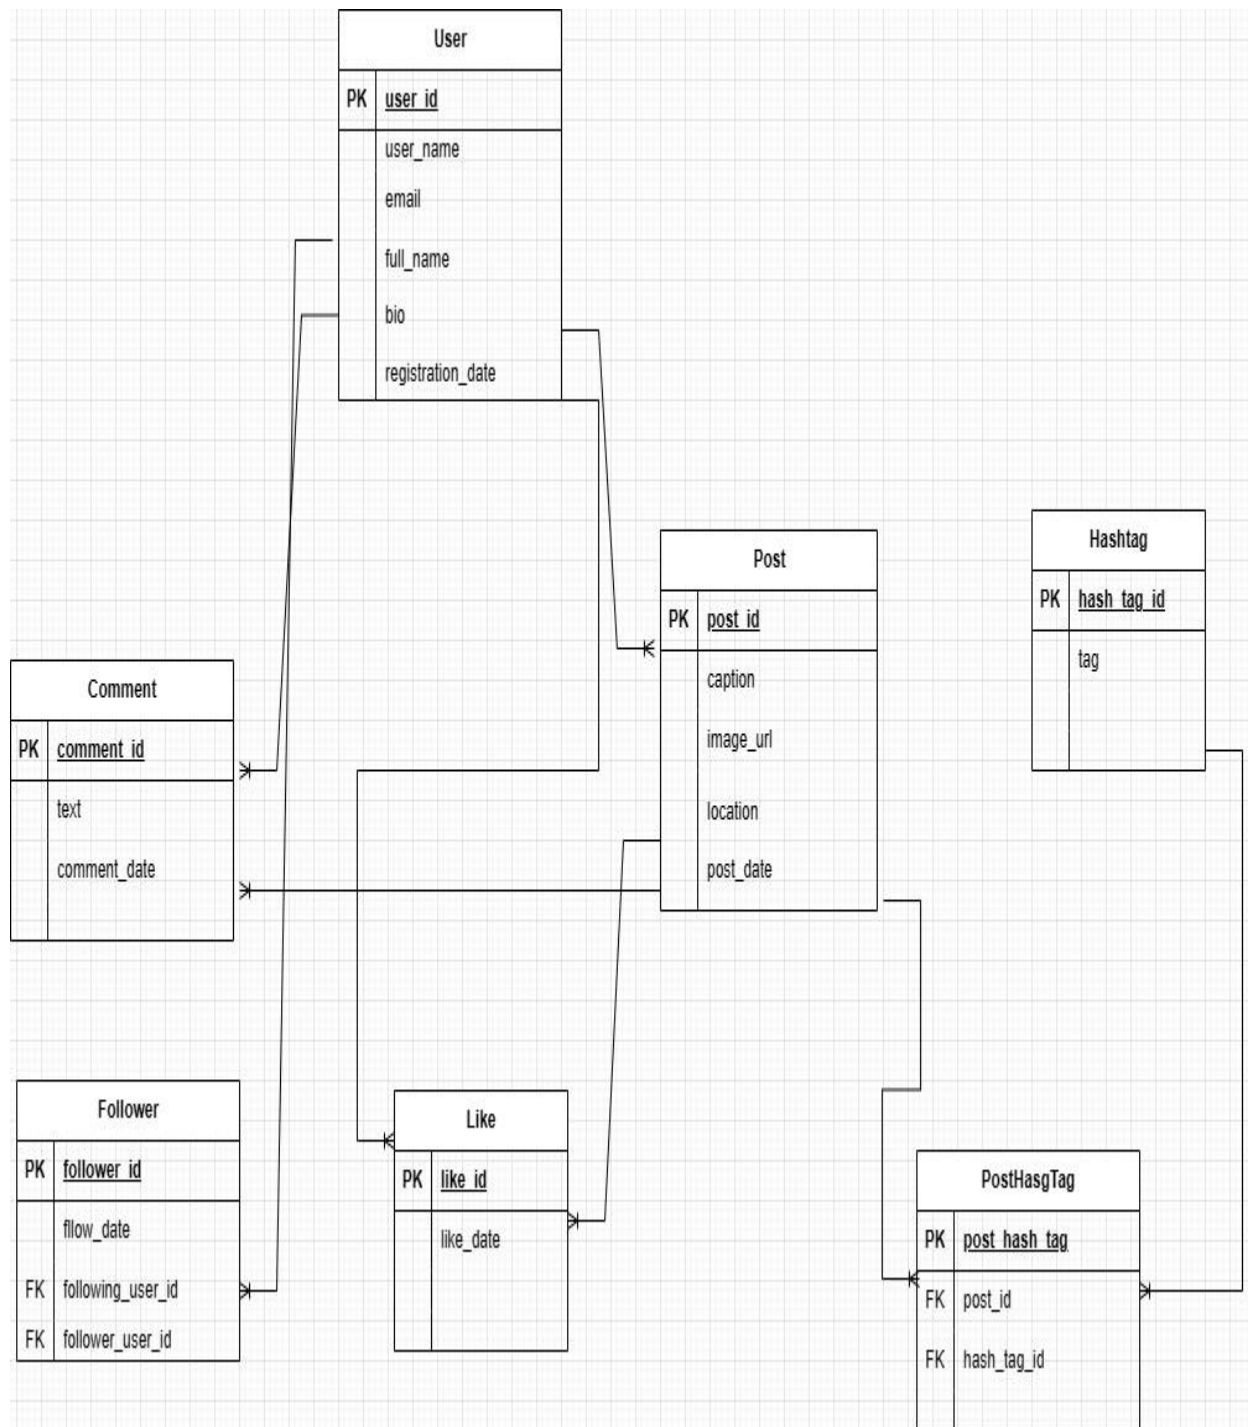 User
PK user_id
user_name
email
full_name
bio
registration_date
Post
PK post_id
caption
image_url
location
post_date
Hashtag
PK hash_tag_id
tag
Comment
PK comment_id
text
comment_date
Follower
PK follower_id
fllow_date
FK following_user_id
FK follower_user_id
Like
PK like_id
like_date
PostHasgTag
PK post_hash_tag
FK post_id
FK hash_tag_id